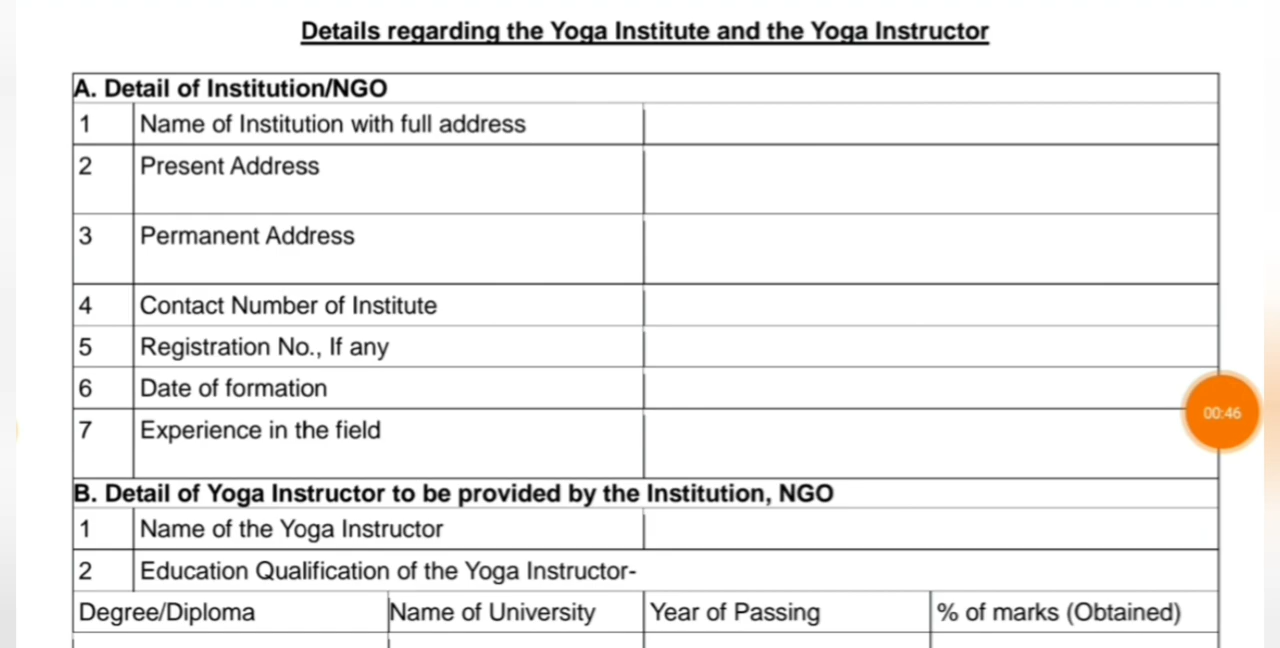 Details regarding the Yoga Institute and the Yoga Instructor
A. Detail of Institution/NGO
1 Name of Institution with full address
2 Present Address
3 Permanent Address
4 Contact Number of Institute
5 Registration No., If any
6 Date of formation
7 Experience in the field
00:46
B. Detail of Yoga Instructor to be provided by the Institution, NGO
1 Name of the Yoga Instructor
2 Education Qualification of the Yoga Instructor-
Degree/Diploma Name of University Year of Passing % of marks (Obtained)